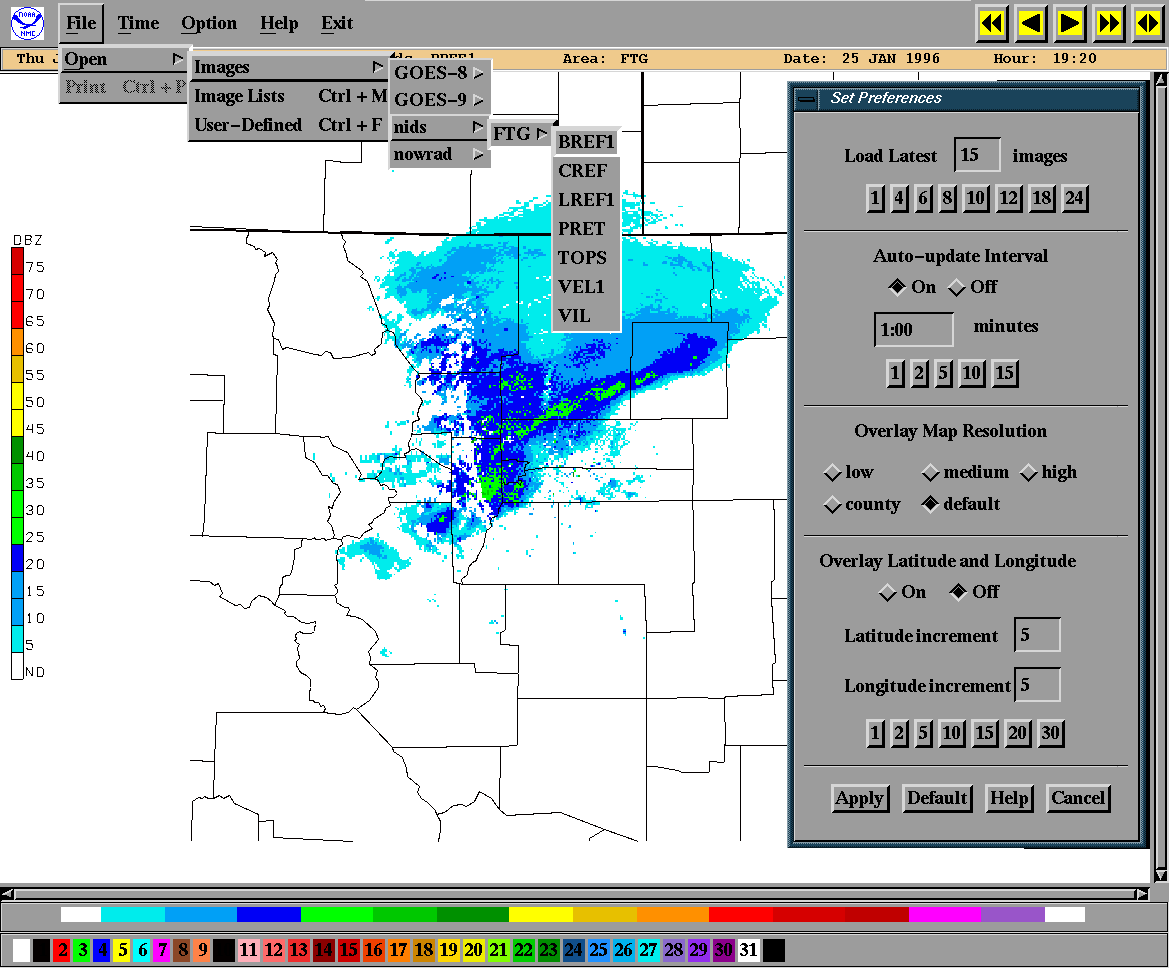 NOAA
NMC
File Time Option Help Exit
Thu J
BREF1 Area: FTG Date: 25 JAN 1996 Hour: 19:20
Open
Print Ctrl + P
Images
Image Lists Ctrl + M
User-Defined Ctrl + F
GOES-8
GOES-9
nids
nowrad
FTG
BREF1
CREF
LREF1
PRET
TOPS
VEL1
VIL
DBZ
75
70
65
60
55
50
45
40
35
30
25
20
15
10
5
ND
Set Preferences
Load Latest 15 images
1 4 6 8 10 12 18 24
Auto-update Interval
On Off
1:00 minutes
1 2 5 10 15
Overlay Map Resolution
low medium high
county default
Overlay Latitude and Longitude
On Off
Latitude increment 5
Longitude increment 5
1 2 5 10 15 20 30
Apply Default Help Cancel
2 3 4 5 6 7 8 9 11 12 13 14 15 16 17 18 19 20 21 22 23 24 25 26 27 28 29 30 31